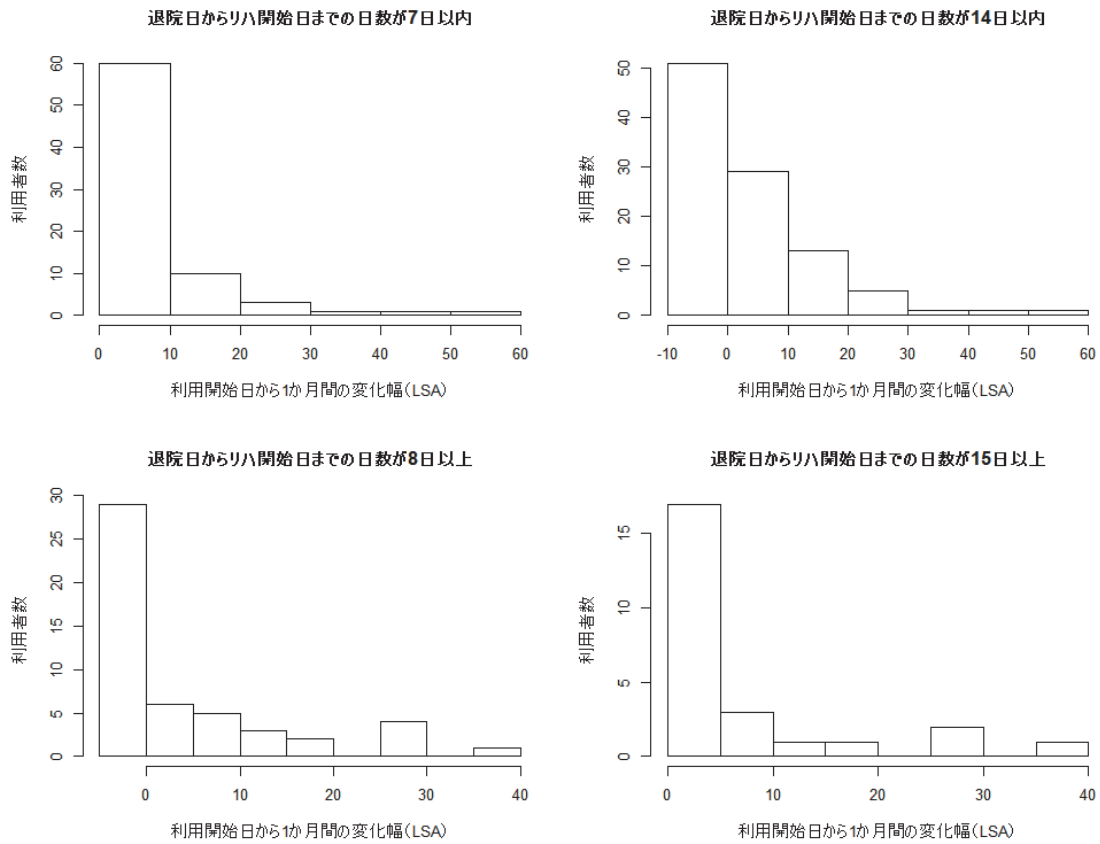 退院日からリハ開始日までの日数が7日以内
60
50
40
30
20
10
0
利用者数
0 10 20 30 40 50 60
利用開始日から1か月間の変化幅(LSA)
退院日からリハ開始日までの日数が14日以内
50
40
30
20
10
0
利用者数
-10 0 10 20 30 40 50 60
利用開始日から1か月間の変化幅(LSA)
退院日からリハ開始日までの日数が8日以上
30
25
20
15
10
5
0
利用者数
0 10 20 30 40
利用開始日から1か月間の変化幅(LSA)
退院日からリハ開始日までの日数が15日以上
15
10
5
0
利用者数
0 10 20 30 40
利用開始日から1か月間の変化幅(LSA)